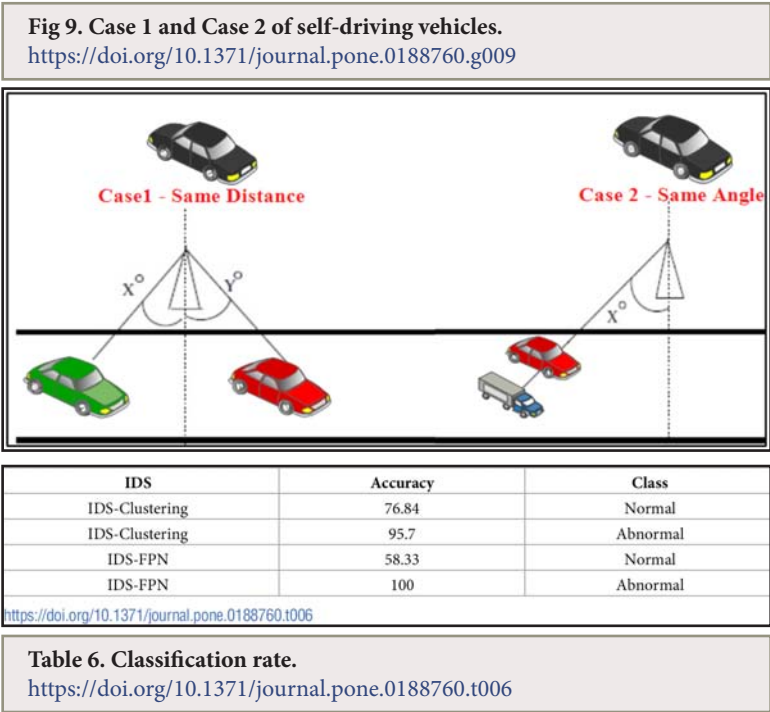 Fig 9. Case 1 and Case 2 of self-driving vehicles.
https://doi.org/10.1371/journal.pone.0188760.g009
Case1 - Same Distance
Case 2 - Same Angle
X° Y°
X°
IDS Accuracy Class
IDS-Clustering 76.84 Normal
IDS-Clustering 95.7 Abnormal
IDS-FPN 58.33 Normal
IDS-FPN 100 Abnormal
https://doi.org/10.1371/journal.pone.0188760.t006
Table 6. Classification rate.
https://doi.org/10.1371/journal.pone.0188760.t006